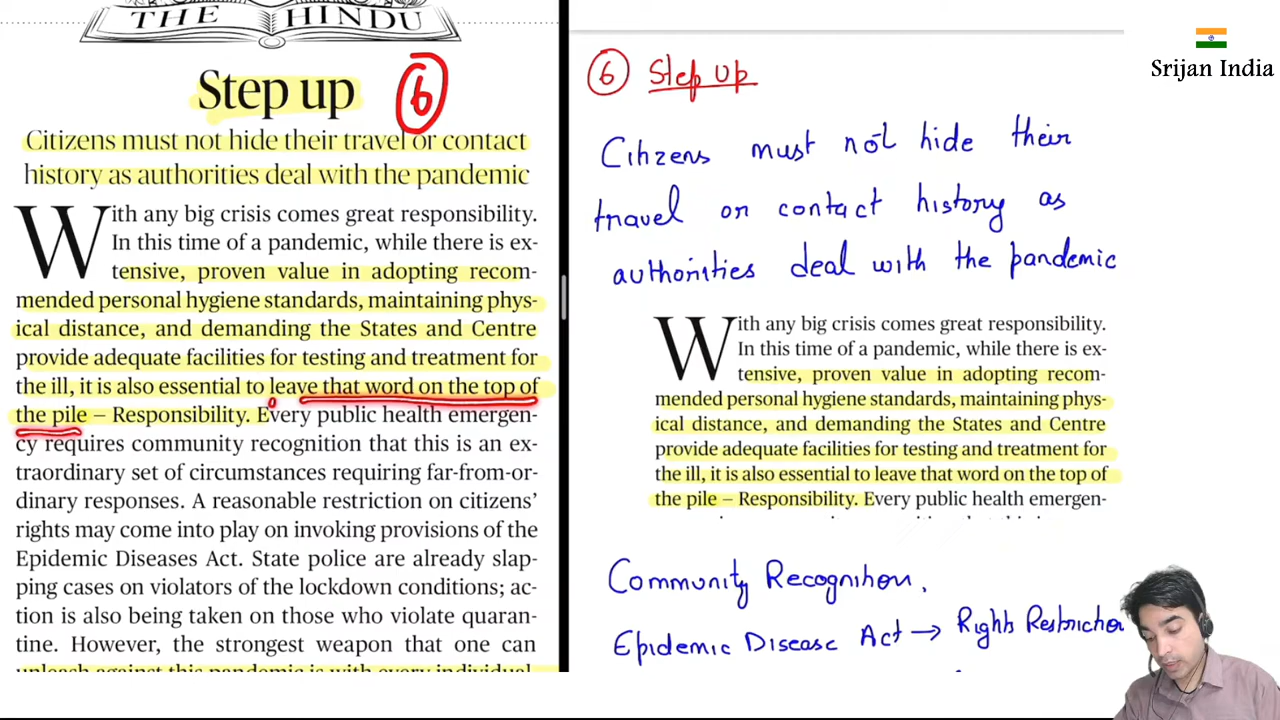 THE HINDU
Step up
6
Citizens must not hide their travel or contact
history as authorities deal with the pandemic
With any big crisis comes great responsibility.
In this time of a pandemic, while there is ex-
tensive, proven value in adopting recom-
mended personal hygiene standards, maintaining phys-
ical distance, and demanding the States and Centre
provide adequate facilities for testing and treatment for
the ill, it is also essential to leave that word on the top of
the pile – Responsibility. Every public health emergen-
cy requires community recognition that this is an ex-
traordinary set of circumstances requiring far-from-or-
dinary responses. A reasonable restriction on citizens'
rights may come into play on invoking provisions of the
Epidemic Diseases Act. State police are already slap-
ping cases on violators of the lockdown conditions; ac-
tion is also being taken on those who violate quaran-
tine. However, the strongest weapon that one can
unleash against this pandemic is with every individual
6 Step up
Citizens must not hide their
travel or contact history as
authorities deal with the pandemic
With any big crisis comes great responsibility.
In this time of a pandemic, while there is ex-
tensive, proven value in adopting recom-
mended personal hygiene standards, maintaining phys-
ical distance, and demanding the States and Centre
provide adequate facilities for testing and treatment for
the ill, it is also essential to leave that word on the top of
the pile – Responsibility. Every public health emergen-
Community Recognition.
Epidemic Disease Act → Rights Restriction
Srijan India